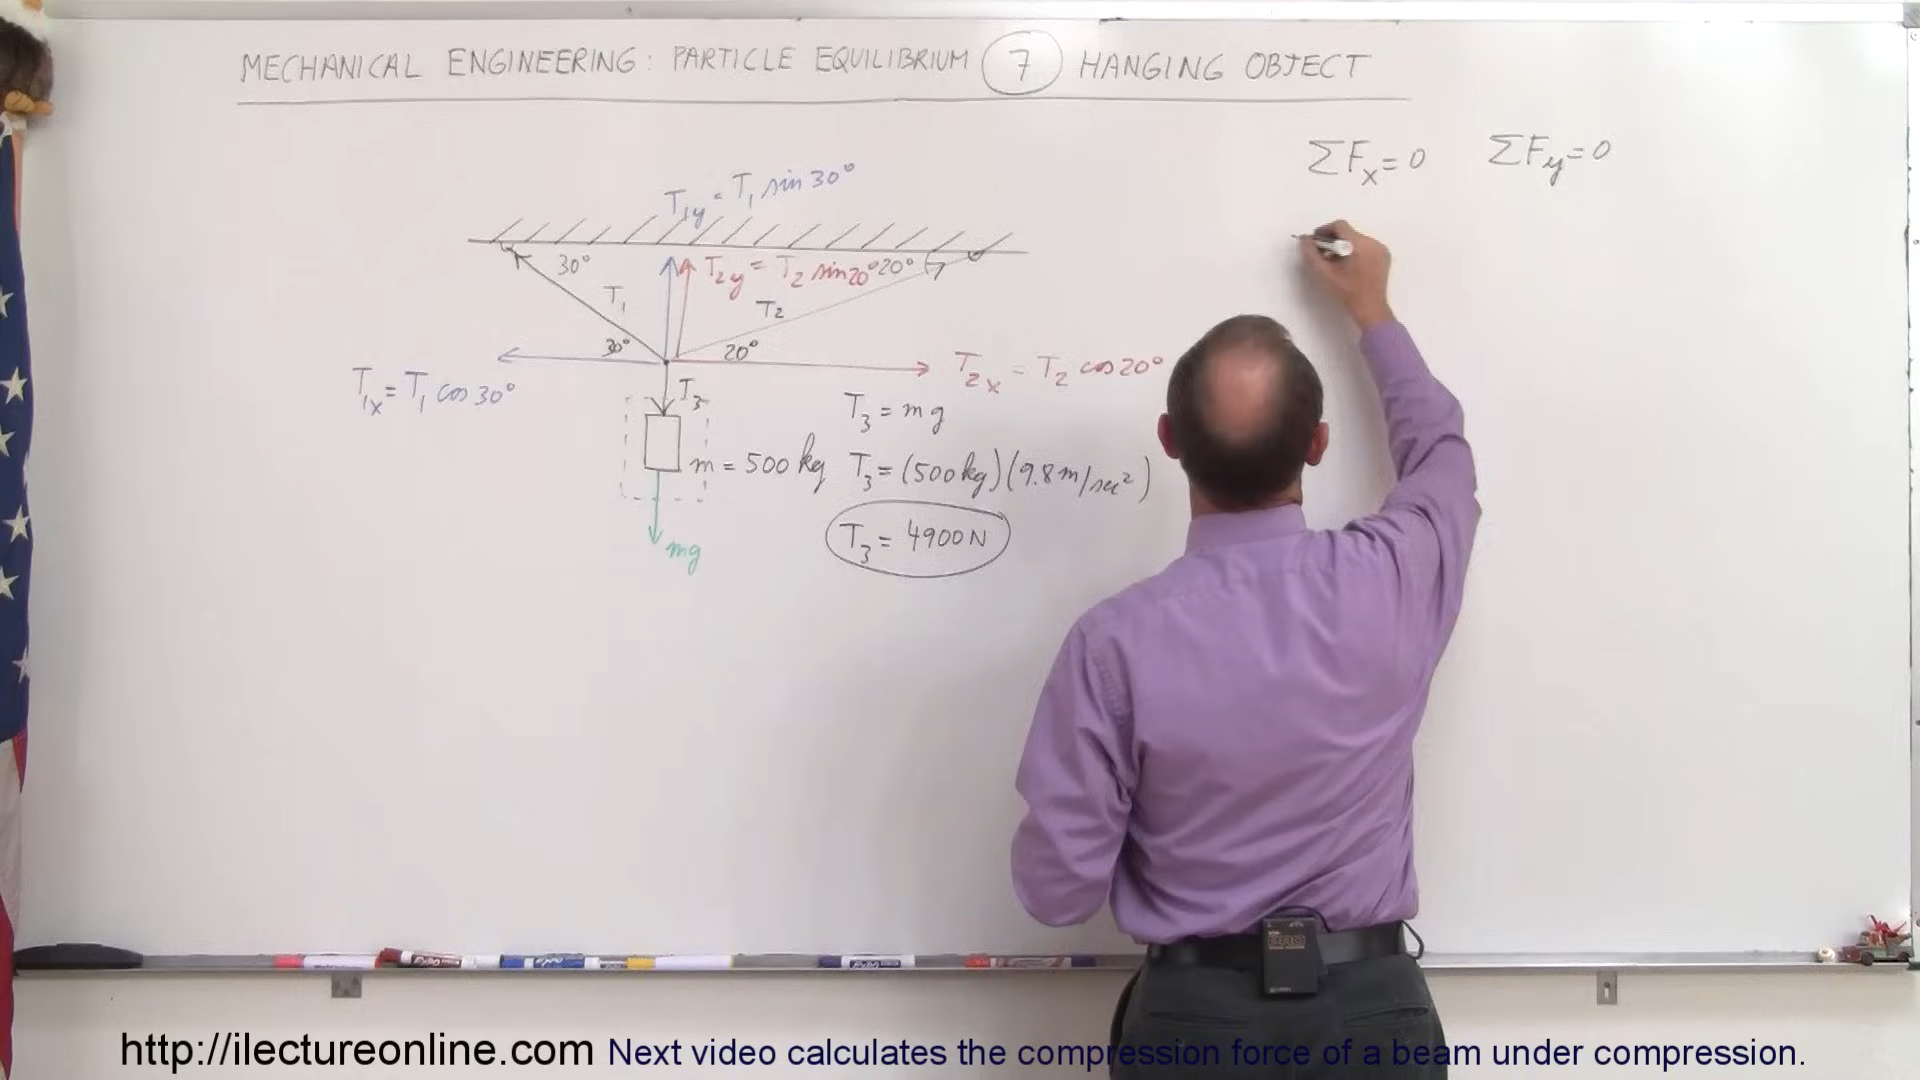 MECHANICAL ENGINEERING: PARTICLE EQUILIBRIUM 7 HANGING OBJECT
ΣFx = 0 ΣFy = 0
T1y = T1 sin 30°
30° T2y = T2 sin 20° 20°
T1 T2
30° 20°
T2x = T2 cos 20°
T1x = T1 cos 30°
T3 T3 = mg
m = 500 kg T3 = (500 kg)(9.8 m/sec²)
T3 = 4900 N
mg
http://ilectureonline.com Next video calculates the compression force of a beam under compression.